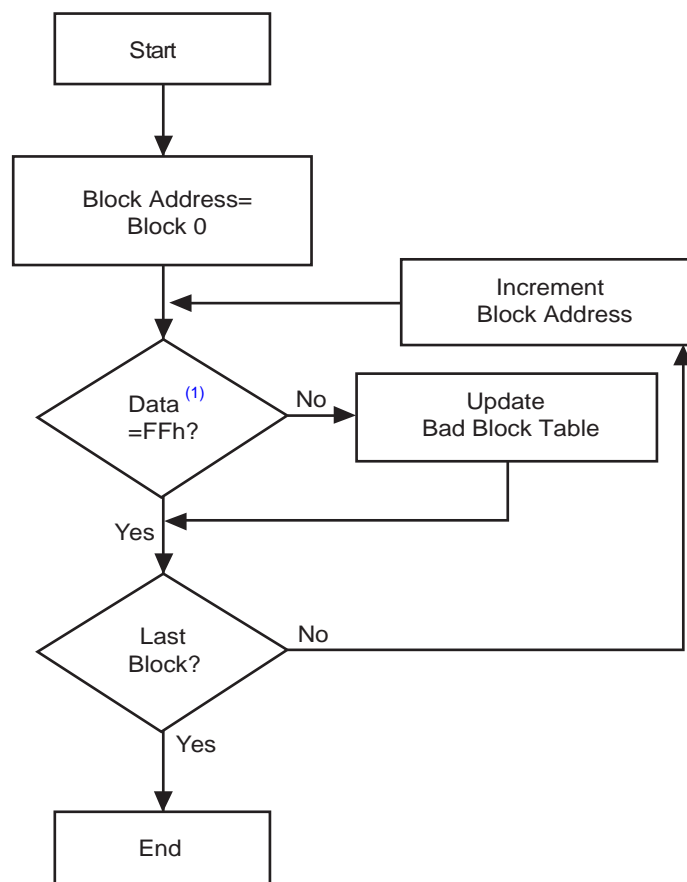 Start
Block Address=
Block 0
Increment
Block Address
Data (1)
=FFh?
No
Update
Bad Block Table
Yes
Last
Block?
No
Yes
End